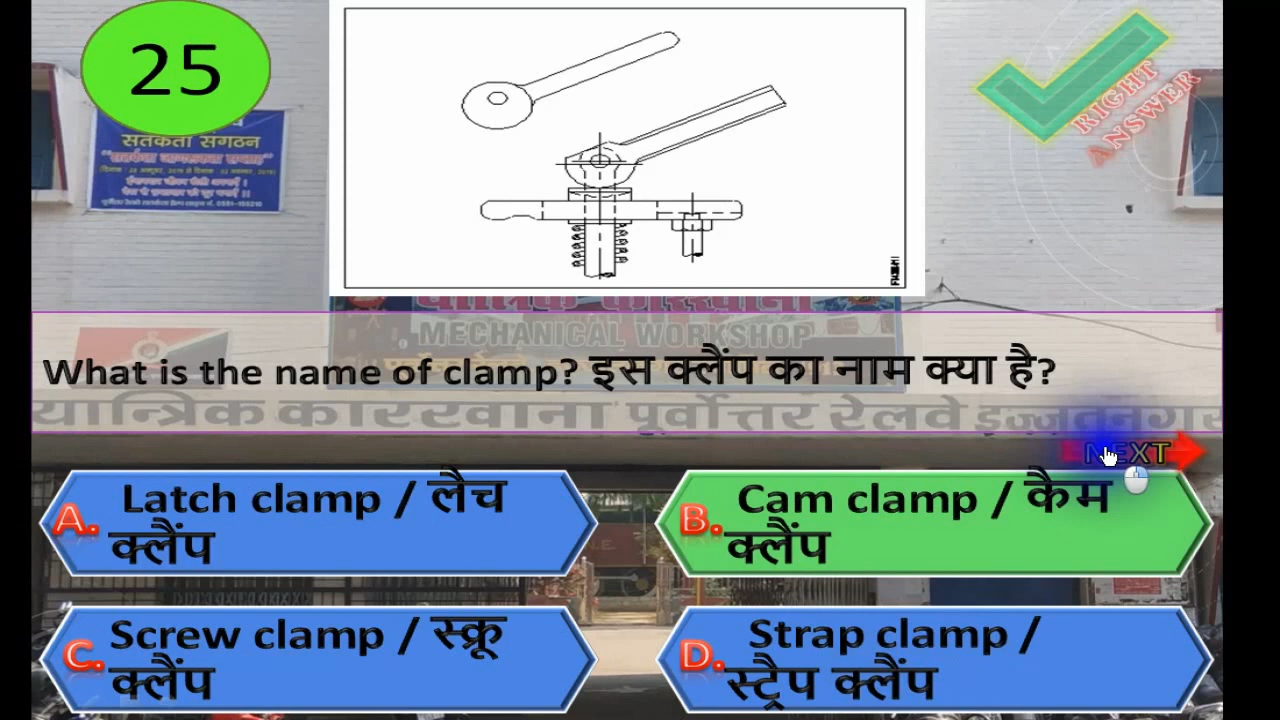 25
सतर्कता संगठन
RIGHT
ANSWER
MECHANICAL WORKSHOP
What is the name of clamp? इस क्लैंप का नाम क्या है?
यान्त्रिक कारखाना पूर्वोत्तर रेलवे इज्जतनगर
NEXT
A. Latch clamp / लैच
क्लैंप
B. Cam clamp / कैम
क्लैंप
C. Screw clamp / स्क्रू
क्लैंप
D. Strap clamp /
स्ट्रैप क्लैंप